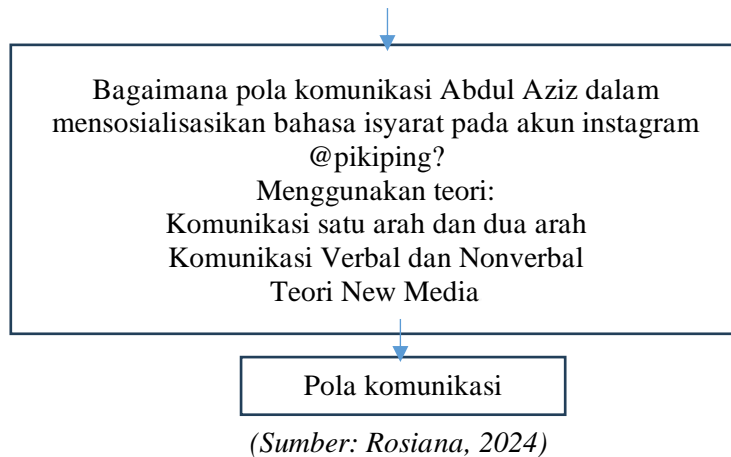 Bagaimana pola komunikasi Abdul Aziz dalam
mensosialisasikan bahasa isyarat pada akun instagram
@pikiping?
Menggunakan teori:
Komunikasi satu arah dan dua arah
Komunikasi Verbal dan Nonverbal
Teori New Media
Pola komunikasi
(Sumber: Rosiana, 2024)